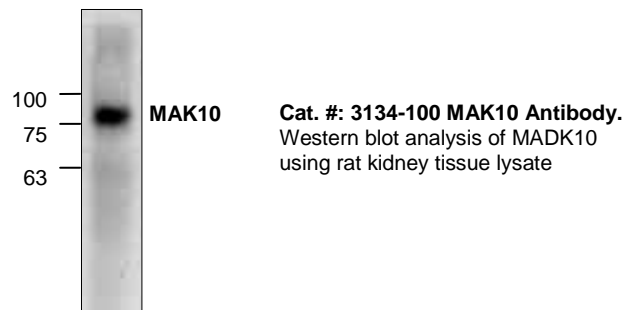 100
75
63
MAK10
Cat. #: 3134-100 MAK10 Antibody.
Western blot analysis of MADK10
using rat kidney tissue lysate